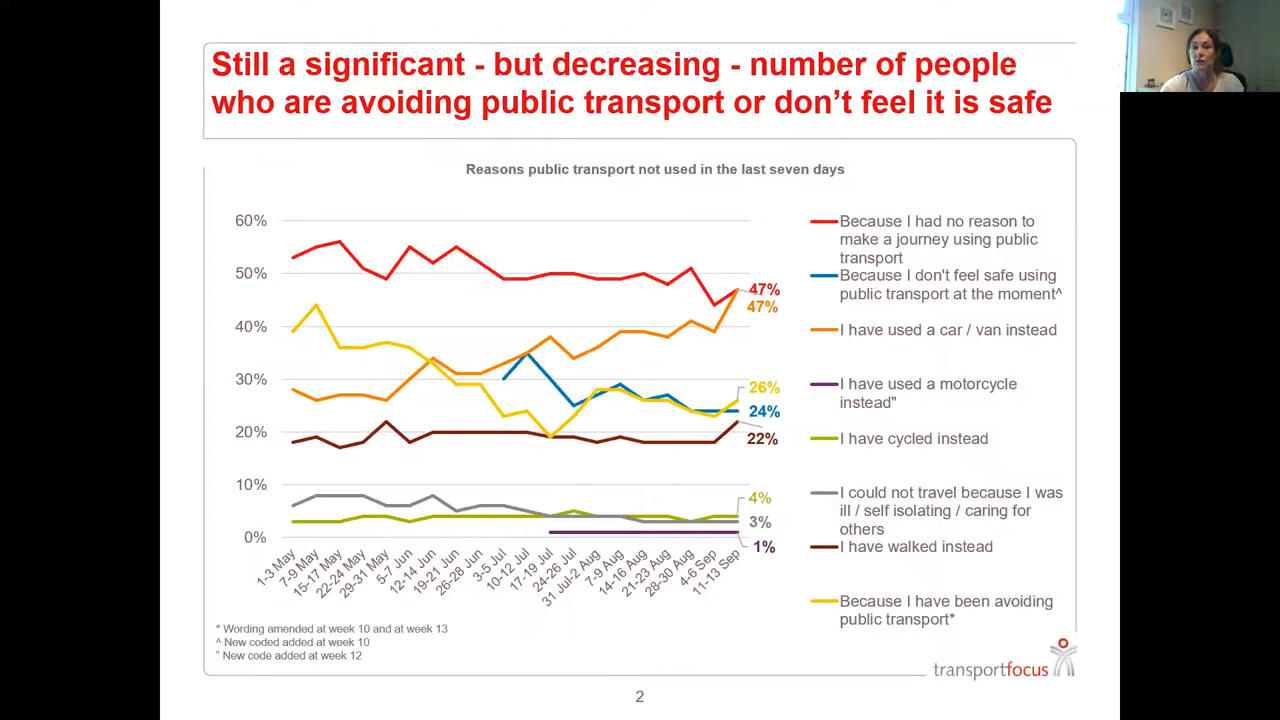 Still a significant - but decreasing - number of people
who are avoiding public transport or don’t feel it is safe
Reasons public transport not used in the last seven days
60%
50%
40%
30%
20%
10%
0%
47%
47%
26%
24%
22%
4%
3%
1%
1-3 May
7-9 May
15-17 May
22-24 May
29-31 May
5-7 Jun
12-14 Jun
19-21 Jun
26-28 Jun
3-5 Jul
10-12 Jul
17-19 Jul
24-26 Jul
31 Jul-2 Aug
7-9 Aug
14-16 Aug
21-23 Aug
28-30 Aug
4-6 Sep
11-13 Sep
Because I had no reason to
make a journey using public
transport
Because I don't feel safe using
public transport at the moment^
I have used a car / van instead
I have used a motorcycle
instead"
I have cycled instead
I could not travel because I was
ill / self isolating / caring for
others
I have walked instead
Because I have been avoiding
public transport*
* Wording amended at week 10 and at week 13
^ New coded added at week 10
" New code added at week 12
transportfocus
2